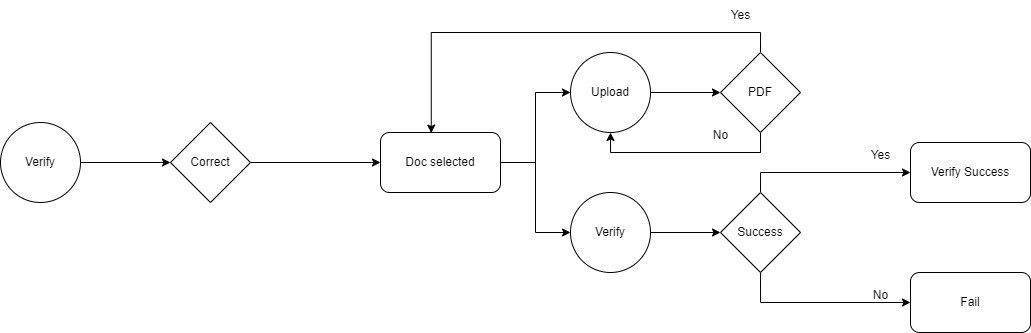 Yes
Upload
PDF
No
Verify
Correct
Doc selected
Yes
Verify Success
Verify
Success
No
Fail